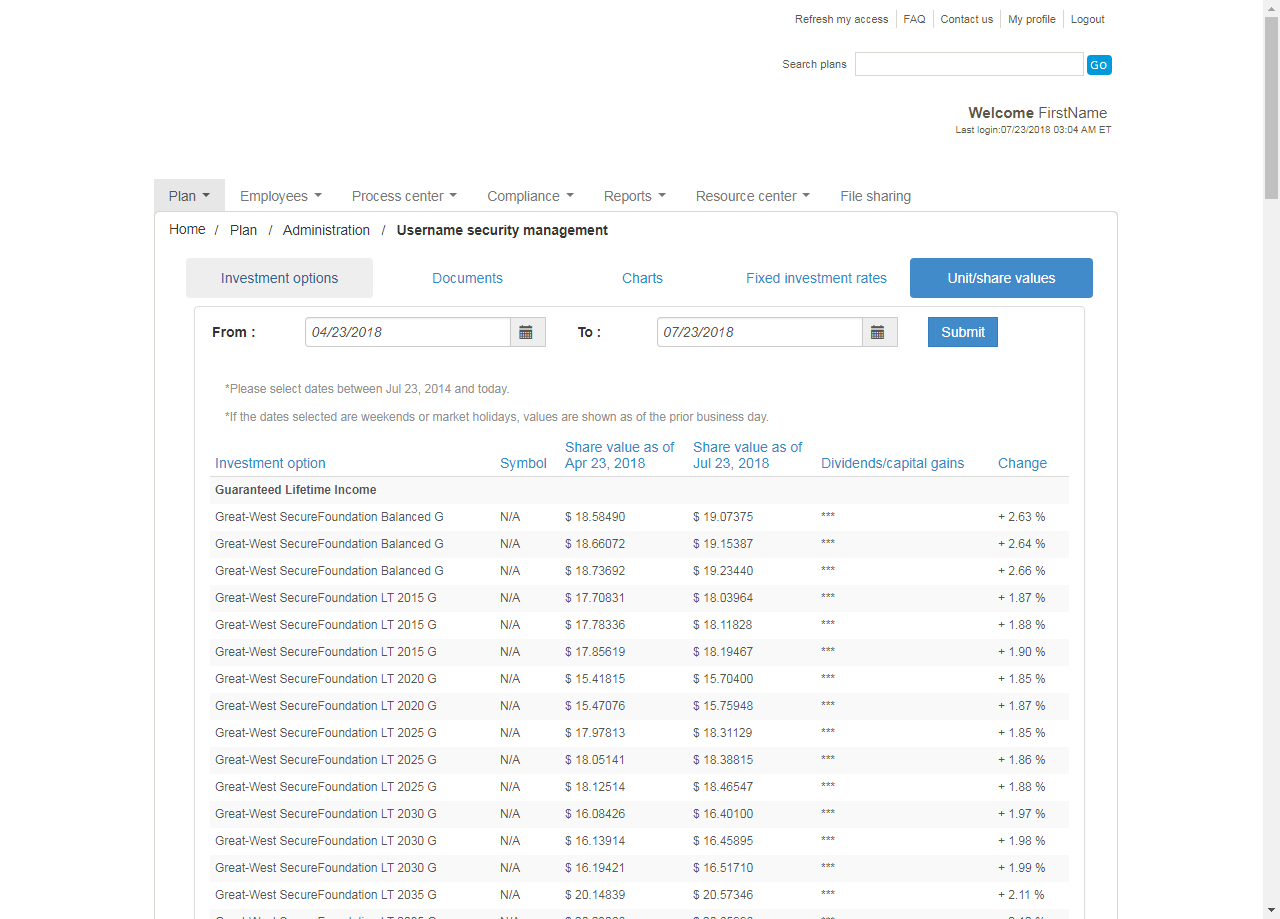 Refresh my access FAQ Contact us My profile Logout
Search plans Go
Welcome FirstName
Last login:07/23/2018 03:04 AM ET
Plan Employees Process center Compliance Reports Resource center File sharing
Home / Plan / Administration / Username security management
Investment options Documents Charts Fixed investment rates Unit/share values
From : 04/23/2018 To : 07/23/2018 Submit
*Please select dates between Jul 23, 2014 and today.
*If the dates selected are weekends or market holidays, values are shown as of the prior business day.
Investment option Symbol Share value as of Apr 23, 2018 Share value as of Jul 23, 2018 Dividends/capital gains Change
Guaranteed Lifetime Income
Great-West SecureFoundation Balanced G N/A $ 18.58490 $ 19.07375 *** + 2.63 %
Great-West SecureFoundation Balanced G N/A $ 18.66072 $ 19.15387 *** + 2.64 %
Great-West SecureFoundation Balanced G N/A $ 18.73692 $ 19.23440 *** + 2.66 %
Great-West SecureFoundation LT 2015 G N/A $ 17.70831 $ 18.03964 *** + 1.87 %
Great-West SecureFoundation LT 2015 G N/A $ 17.78336 $ 18.11828 *** + 1.88 %
Great-West SecureFoundation LT 2015 G N/A $ 17.85619 $ 18.19467 *** + 1.90 %
Great-West SecureFoundation LT 2020 G N/A $ 15.41815 $ 15.70400 *** + 1.85 %
Great-West SecureFoundation LT 2020 G N/A $ 15.47076 $ 15.75948 *** + 1.87 %
Great-West SecureFoundation LT 2025 G N/A $ 17.97813 $ 18.31129 *** + 1.85 %
Great-West SecureFoundation LT 2025 G N/A $ 18.05141 $ 18.38815 *** + 1.86 %
Great-West SecureFoundation LT 2025 G N/A $ 18.12514 $ 18.46547 *** + 1.88 %
Great-West SecureFoundation LT 2030 G N/A $ 16.08426 $ 16.40100 *** + 1.97 %
Great-West SecureFoundation LT 2030 G N/A $ 16.13914 $ 16.45895 *** + 1.98 %
Great-West SecureFoundation LT 2030 G N/A $ 16.19421 $ 16.51710 *** + 1.99 %
Great-West SecureFoundation LT 2035 G N/A $ 20.14839 $ 20.57346 *** + 2.11 %